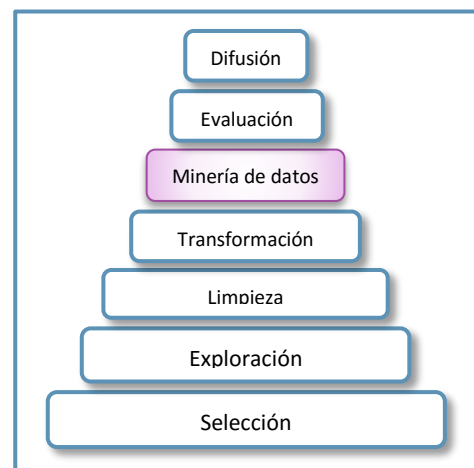 Difusión
Evaluación
Minería de datos
Transformación
Limpieza
Exploración
Selección